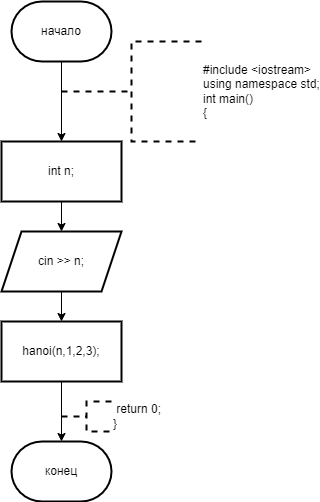 начало
#include <iostream>
using namespace std;
int main()
{
int n;
cin >> n;
hanoi(n,1,2,3);
return 0;
}
конец